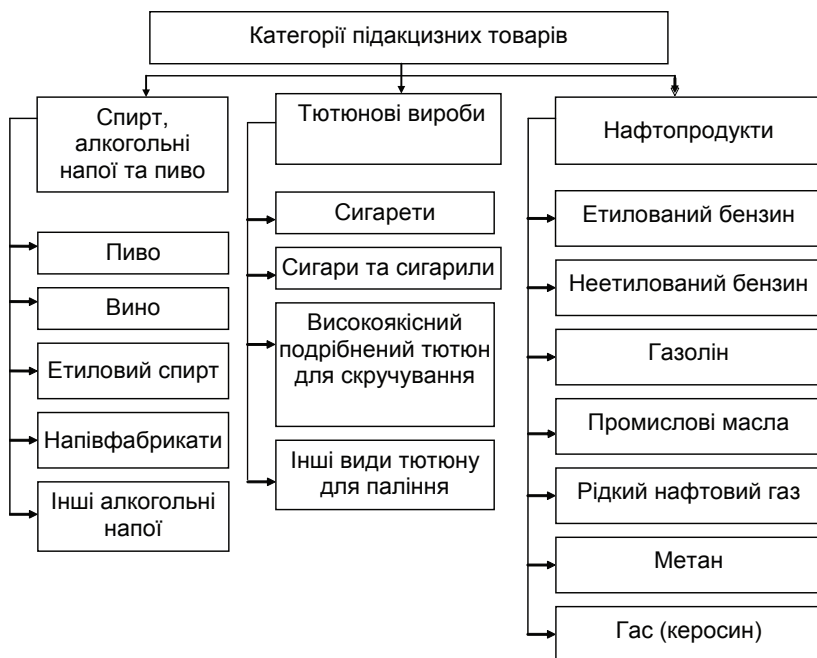 Категорії підакцизних товарів
Спирт,
алкогольні
напої та пиво
Пиво
Вино
Етиловий спирт
Напівфабрикати
Інші алкогольні
напої
Тютюнові вироби
Сигарети
Сигари та сигарили
Високоякісний
подрібнений тютюн
для скручування
Інші види тютюну
для паління
Нафтопродукти
Етилований бензин
Неетилований бензин
Газолін
Промислові масла
Рідкий нафтовий газ
Метан
Гас (керосин)